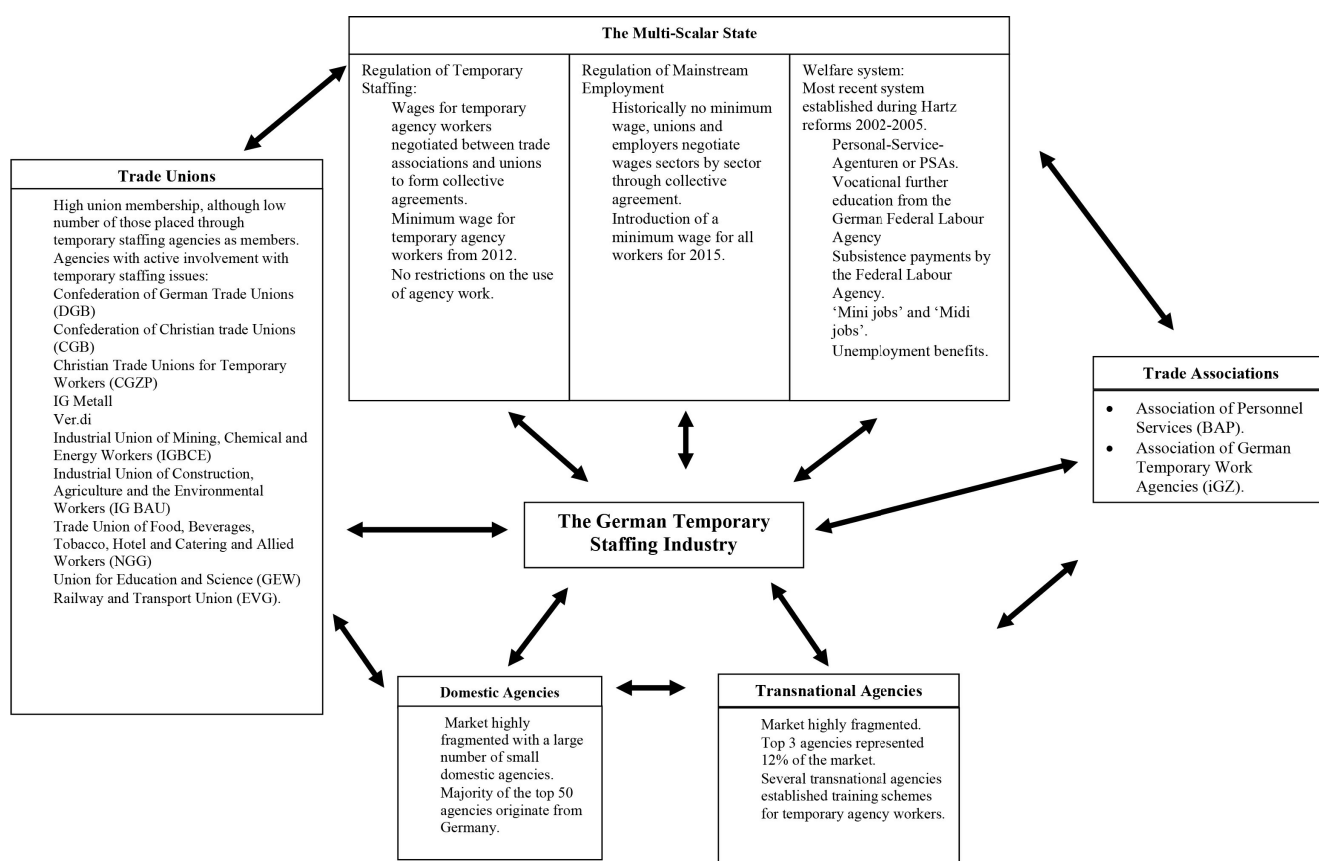 The Multi-Scalar State
Regulation of Temporary
Staffing:
Wages for temporary
agency workers
negotiated between trade
associations and unions
to form collective
agreements.
Minimum wage for
temporary agency
workers from 2012.
No restrictions on the use
of agency work.
Regulation of Mainstream
Employment
Historically no minimum
wage, unions and
employers negotiate
wages sectors by sector
through collective
agreement.
Introduction of a
minimum wage for all
workers for 2015.
Welfare system:
Most recent system
established during Hartz
reforms 2002-2005.
Personal-Service-
Agenturen or PSAs.
Vocational further
education from the
German Federal Labour
Agency
Subsistence payments by
the Federal Labour
Agency.
‘Mini jobs’ and ‘Midi
jobs’.
Unemployment benefits.
Trade Unions
High union membership, although low
number of those placed through
temporary staffing agencies as members.
Agencies with active involvement with
temporary staffing issues:
Confederation of German Trade Unions
(DGB)
Confederation of Christian trade Unions
(CGB)
Christian Trade Unions for Temporary
Workers (CGZP)
IG Metall
Ver.di
Industrial Union of Mining, Chemical and
Energy Workers (IGBCE)
Industrial Union of Construction,
Agriculture and the Environmental
Workers (IG BAU)
Trade Union of Food, Beverages,
Tobacco, Hotel and Catering and Allied
Workers (NGG)
Union for Education and Science (GEW)
Railway and Transport Union (EVG).
Trade Associations
• Association of Personnel
Services (BAP).
• Association of German
Temporary Work
Agencies (iGZ).
The German Temporary
Staffing Industry
Domestic Agencies
Market highly
fragmented with a large
number of small
domestic agencies.
Majority of the top 50
agencies originate from
Germany.
Transnational Agencies
Market highly fragmented.
Top 3 agencies represented
12% of the market.
Several transnational agencies
established training schemes
for temporary agency workers.